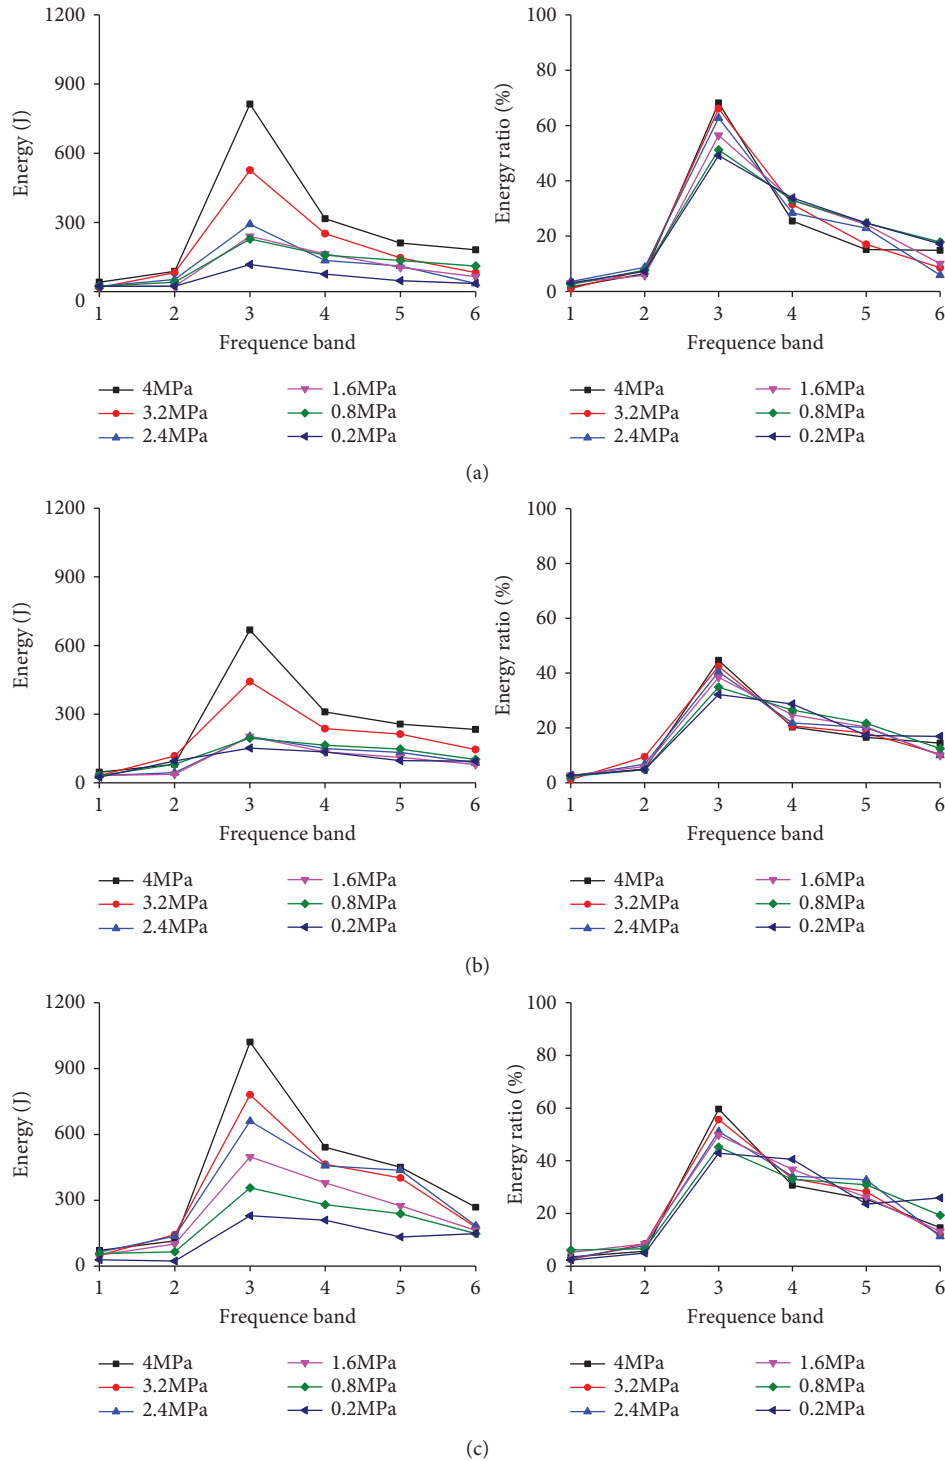 1200
900
600
300
0
Energy (J)
1 2 3 4 5 6
Frequence band
4MPa
3.2MPa
2.4MPa
1.6MPa
0.8MPa
0.2MPa
100
80
60
40
20
0
Energy ratio (%)
1 2 3 4 5 6
Frequence band
4MPa
3.2MPa
2.4MPa
1.6MPa
0.8MPa
0.2MPa
(a)
1200
900
600
300
0
Energy (J)
1 2 3 4 5 6
Frequence band
4MPa
3.2MPa
2.4MPa
1.6MPa
0.8MPa
0.2MPa
100
80
60
40
20
0
Energy ratio (%)
1 2 3 4 5 6
Frequence band
4MPa
3.2MPa
2.4MPa
1.6MPa
0.8MPa
0.2MPa
(b)
1200
900
600
300
0
Energy (J)
1 2 3 4 5 6
Frequence band
4MPa
3.2MPa
2.4MPa
1.6MPa
0.8MPa
0.2MPa
100
80
60
40
20
0
Energy ratio (%)
1 2 3 4 5 6
Frequence band
4MPa
3.2MPa
2.4MPa
1.6MPa
0.8MPa
0.2MPa
(c)